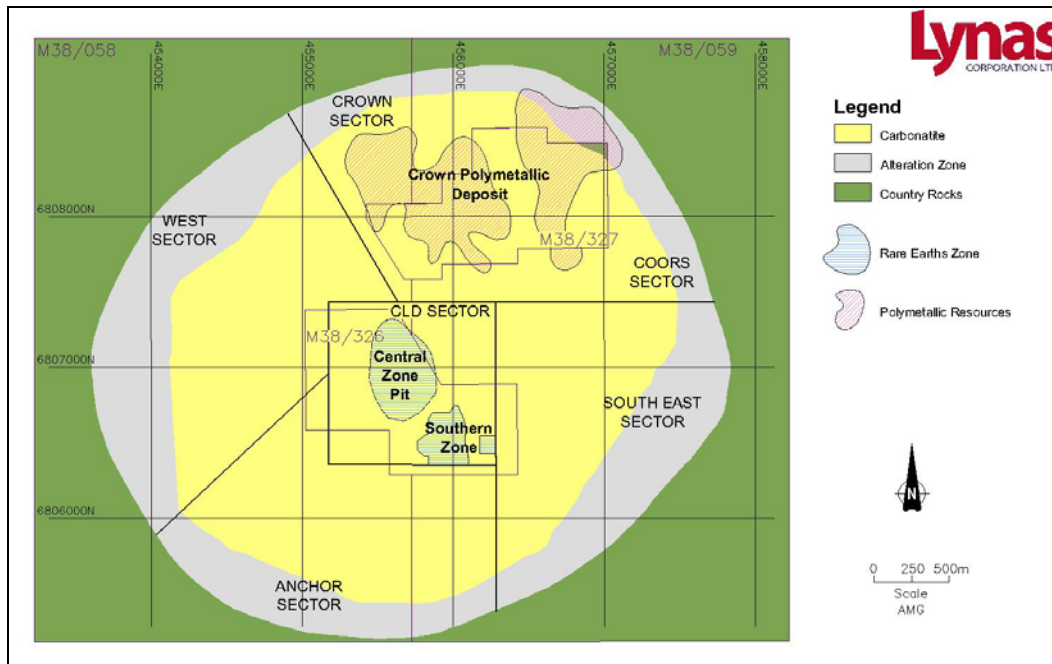 M38/058
M38/059
454000E
455000E
456000E
457000E
458000E
Lynas
CORPORATION LT
CROWN
SECTOR
Legend
Carbonatite
Alteration Zone
Country Rocks
Crown Polymetallic
Deposit
6808000N
WEST
SECTOR
M38/327
Rare Earths Zone
COORS
SECTOR
CLD SECTOR
Polymetallic Resources
M38/326
6807000N
Central
Zone
Pit
SOUTH EAST
SECTOR
Southern
Zone
N
6806000N
0 250 500m
Scale
AMG
ANCHOR
SECTOR